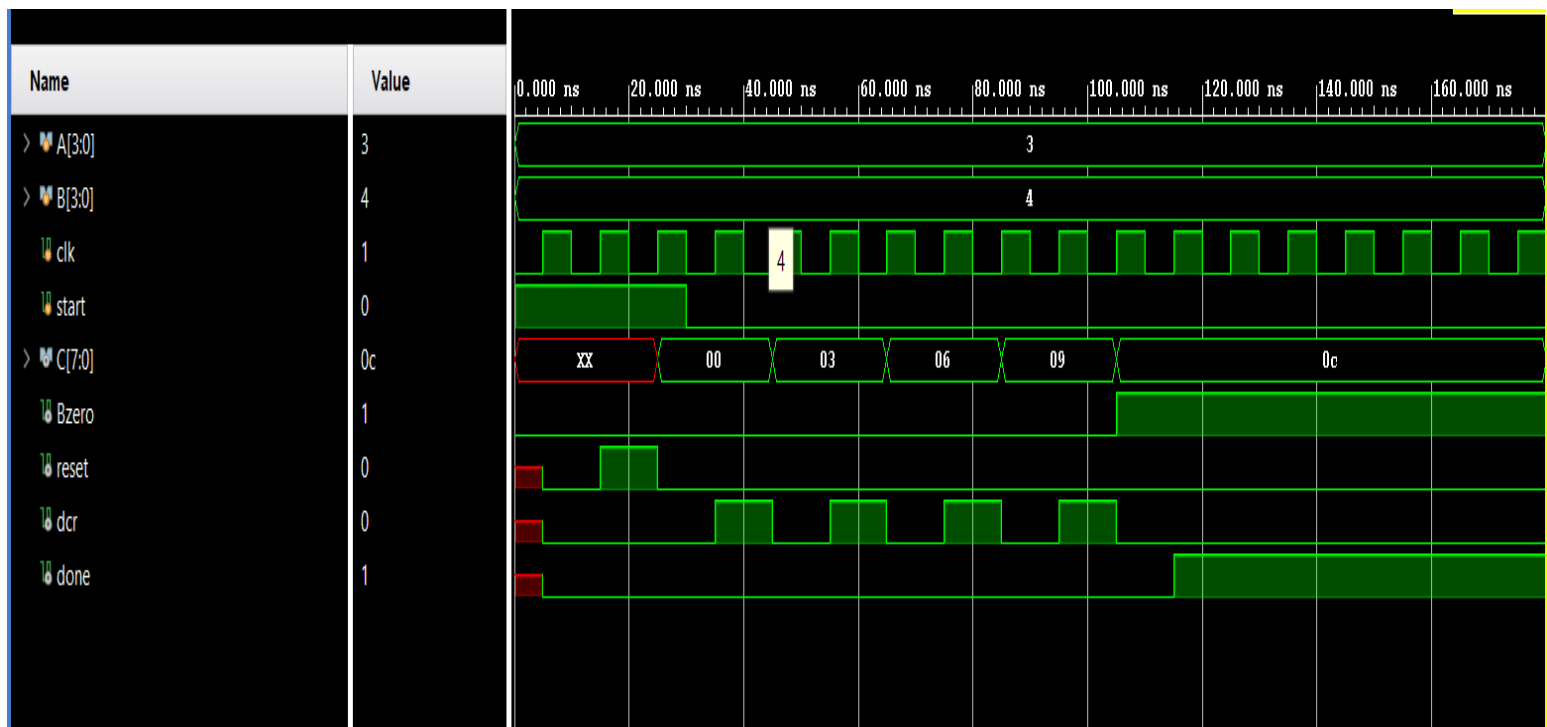 Name Value
0.000 ns 20.000 ns 40.000 ns 60.000 ns 80.000 ns 100.000 ns 120.000 ns 140.000 ns 160.000 ns
A[3:0] 3 3
B[3:0] 4 4
clk 1 4
start 0
C[7:0] 0c XX 00 03 06 09 0c
Bzero 1
reset 0
dcr 0
done 1